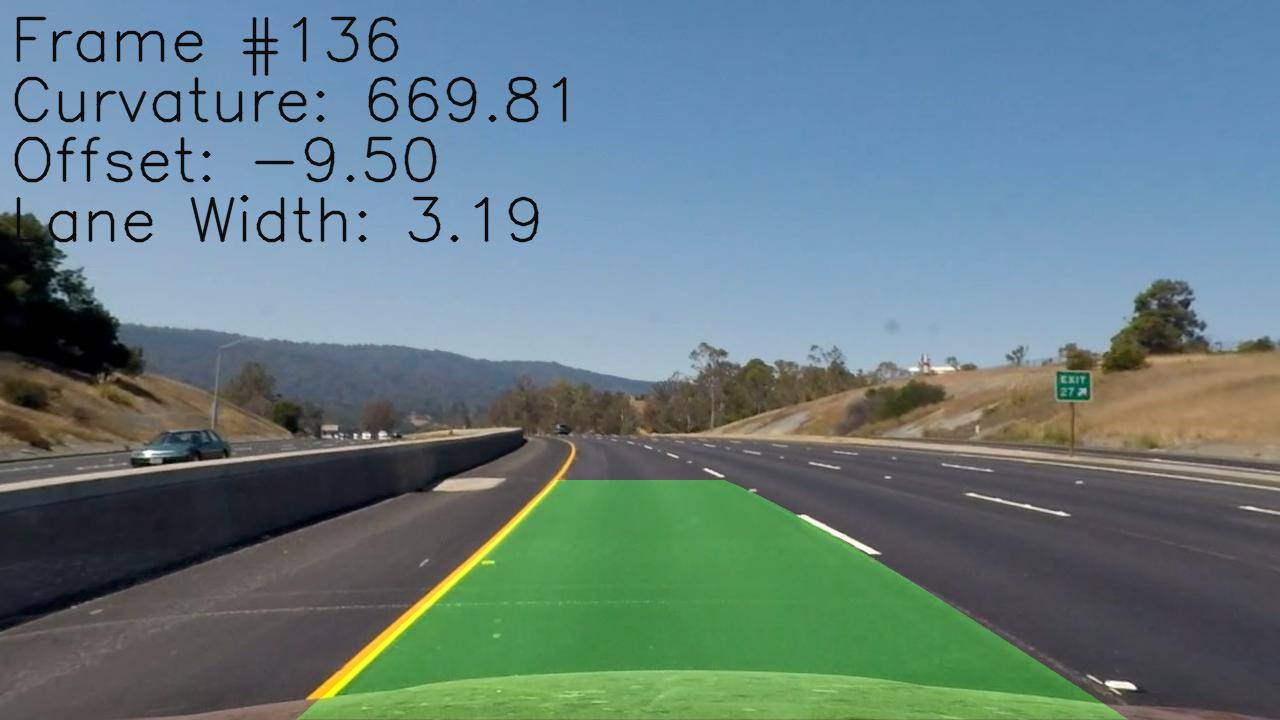 Frame #136
Curvature: 669.81
Offset: -9.50
Lane Width: 3.19
EXIT
27 ↗